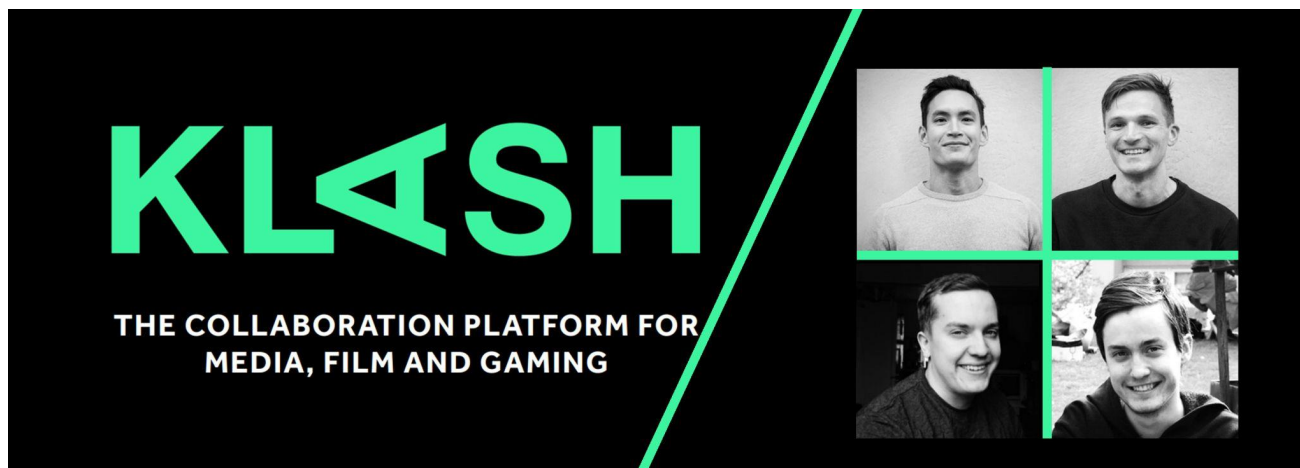 KLASH
THE COLLABORATION PLATFORM FOR
MEDIA, FILM AND GAMING